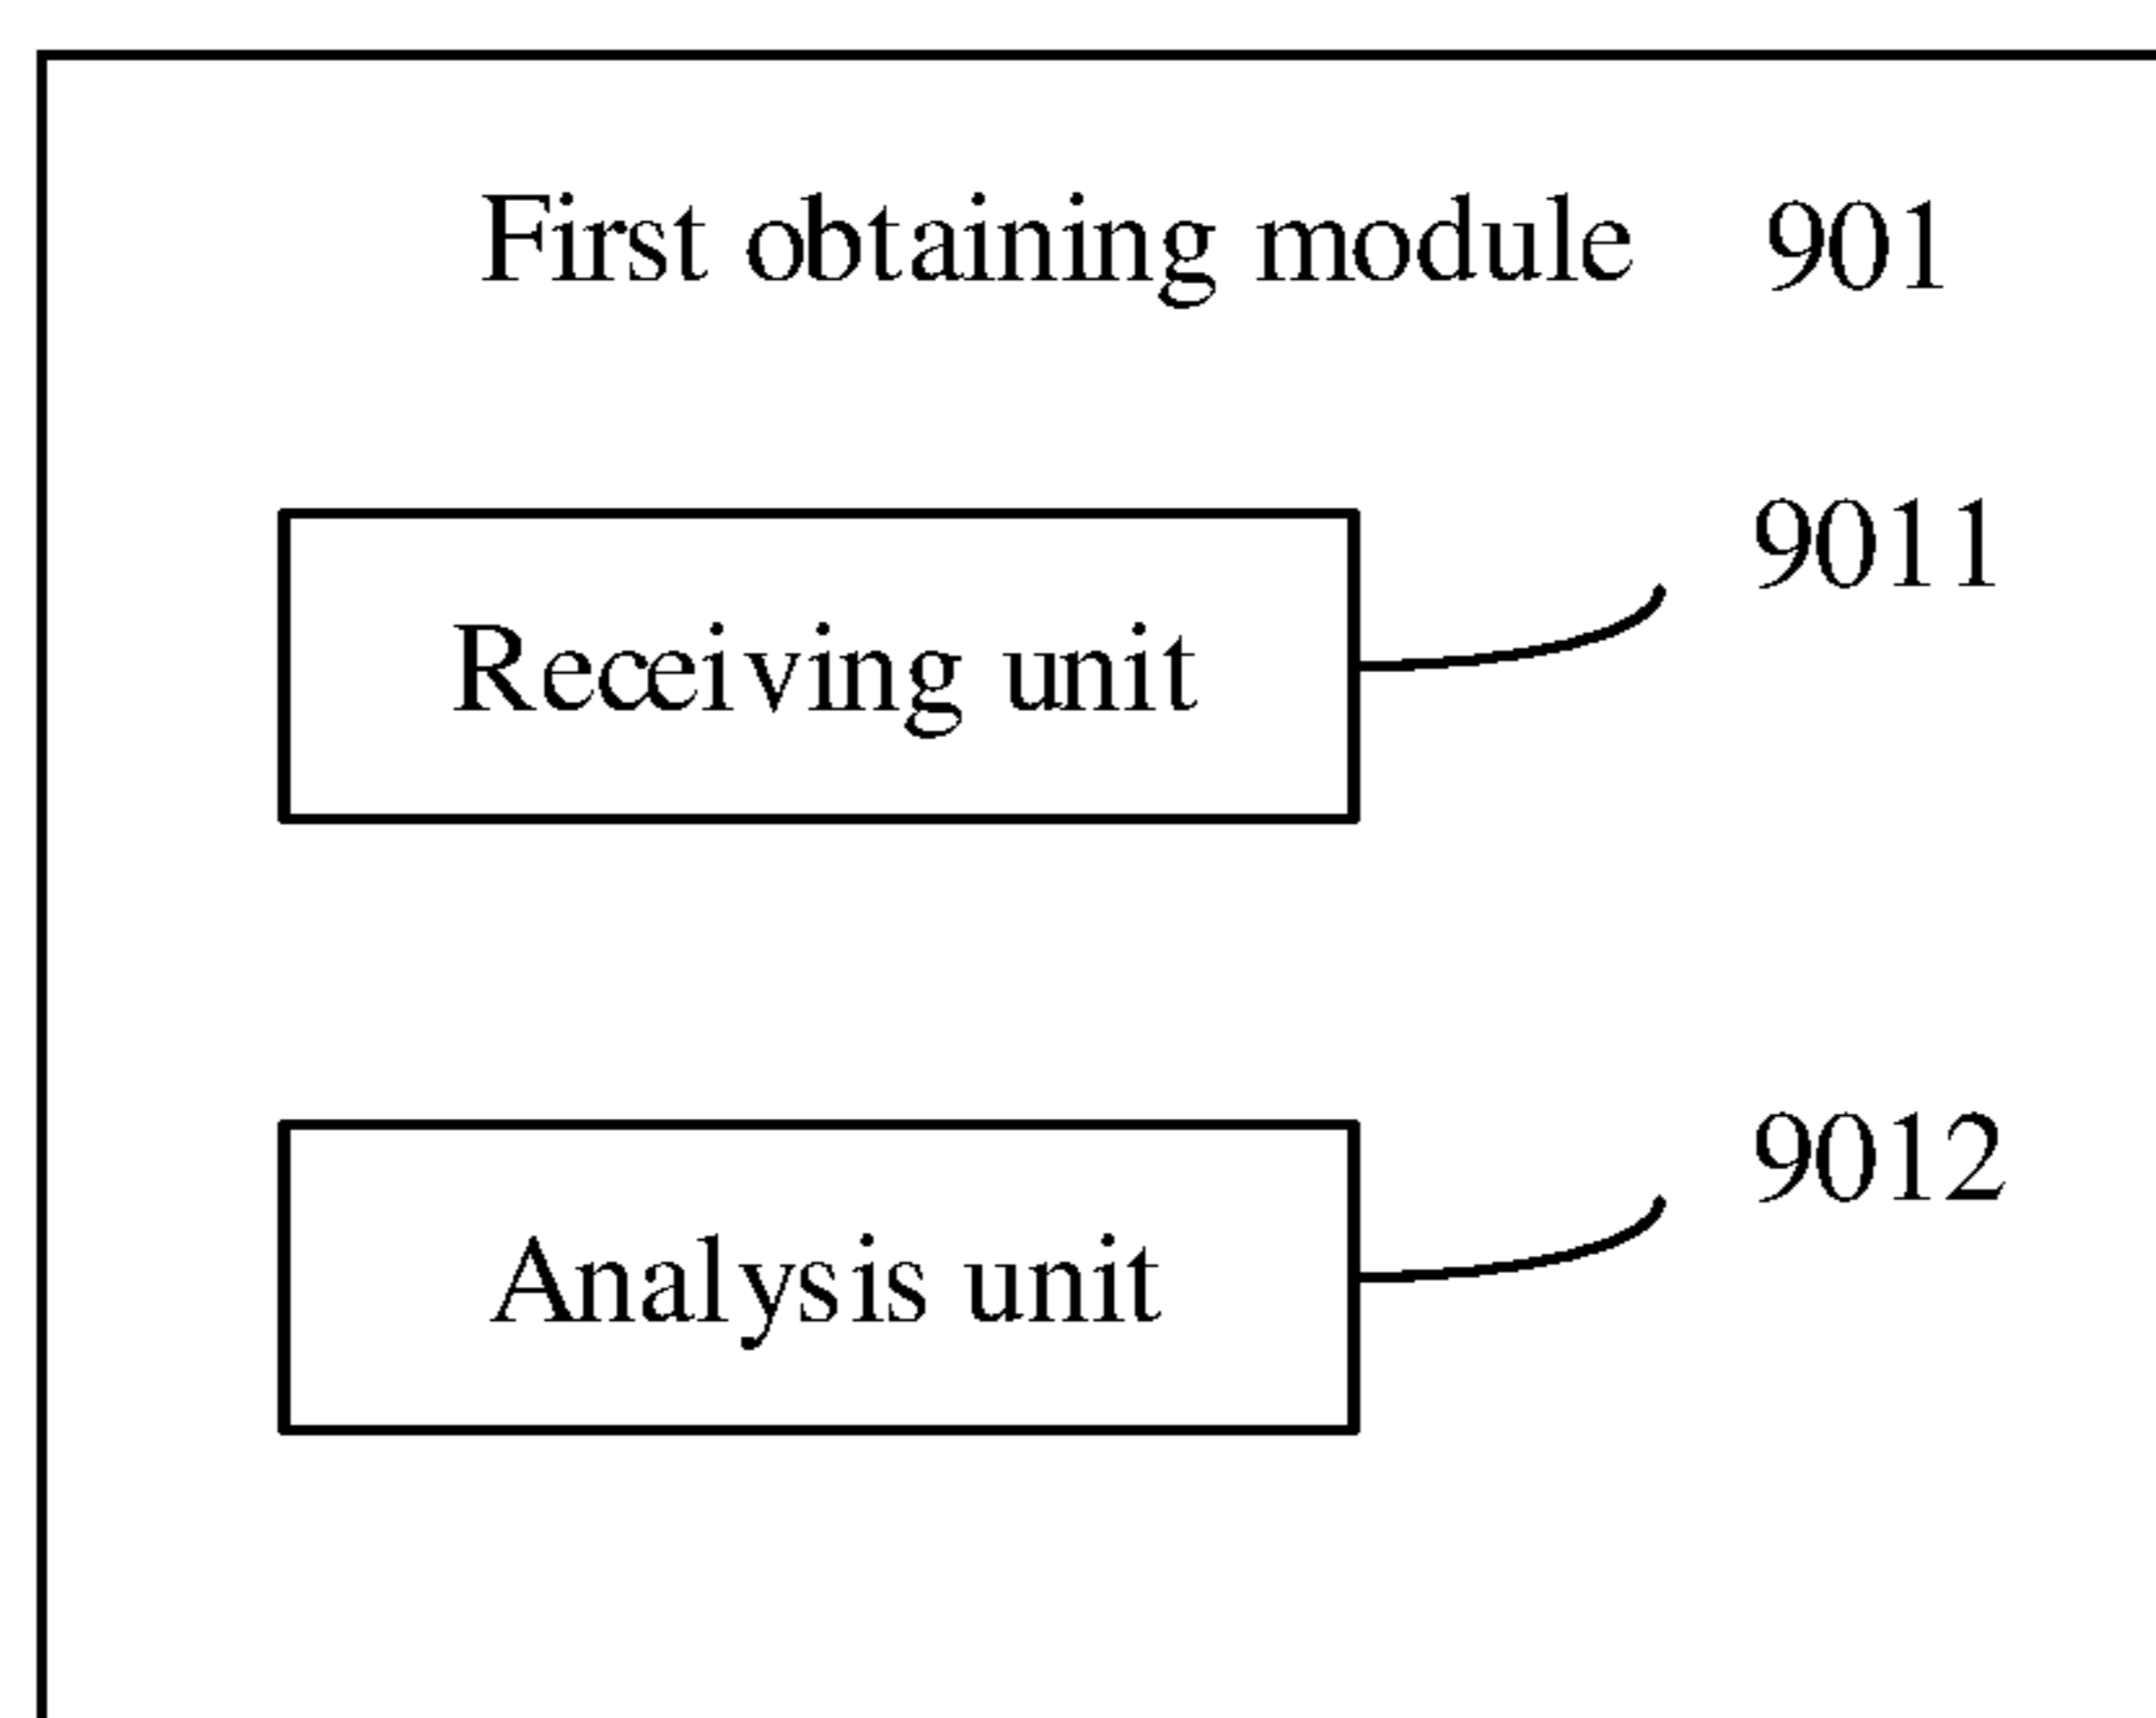 First obtaining module 901
9011
Receiving unit
9012
Analysis unit